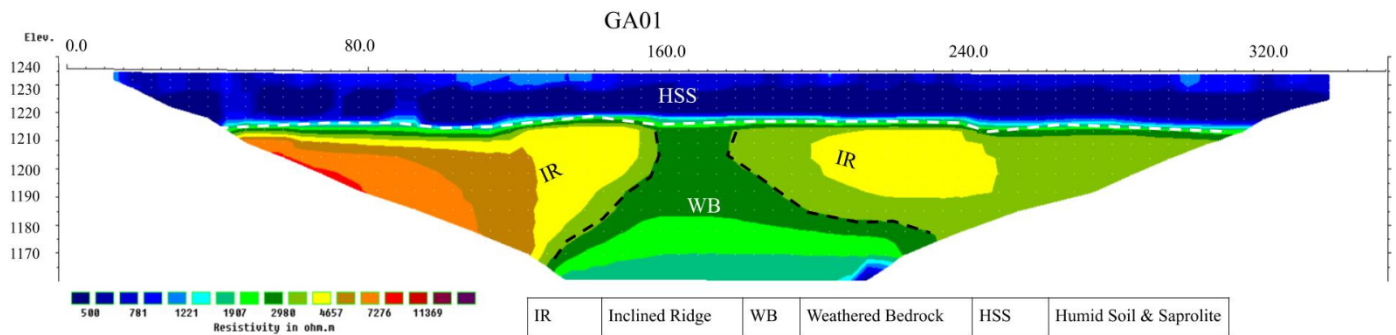 GA01
Elev. 0.0 80.0 160.0 240.0 320.0
1240
1230
1220
1210
1200
1190
1180
1170
HSS
IR
IR
WB
500 781 1221 1907 2980 4657 7276 11369
Resistivity in ohm.m
IR Inclined Ridge WB Weathered Bedrock HSS Humid Soil & Saprolite